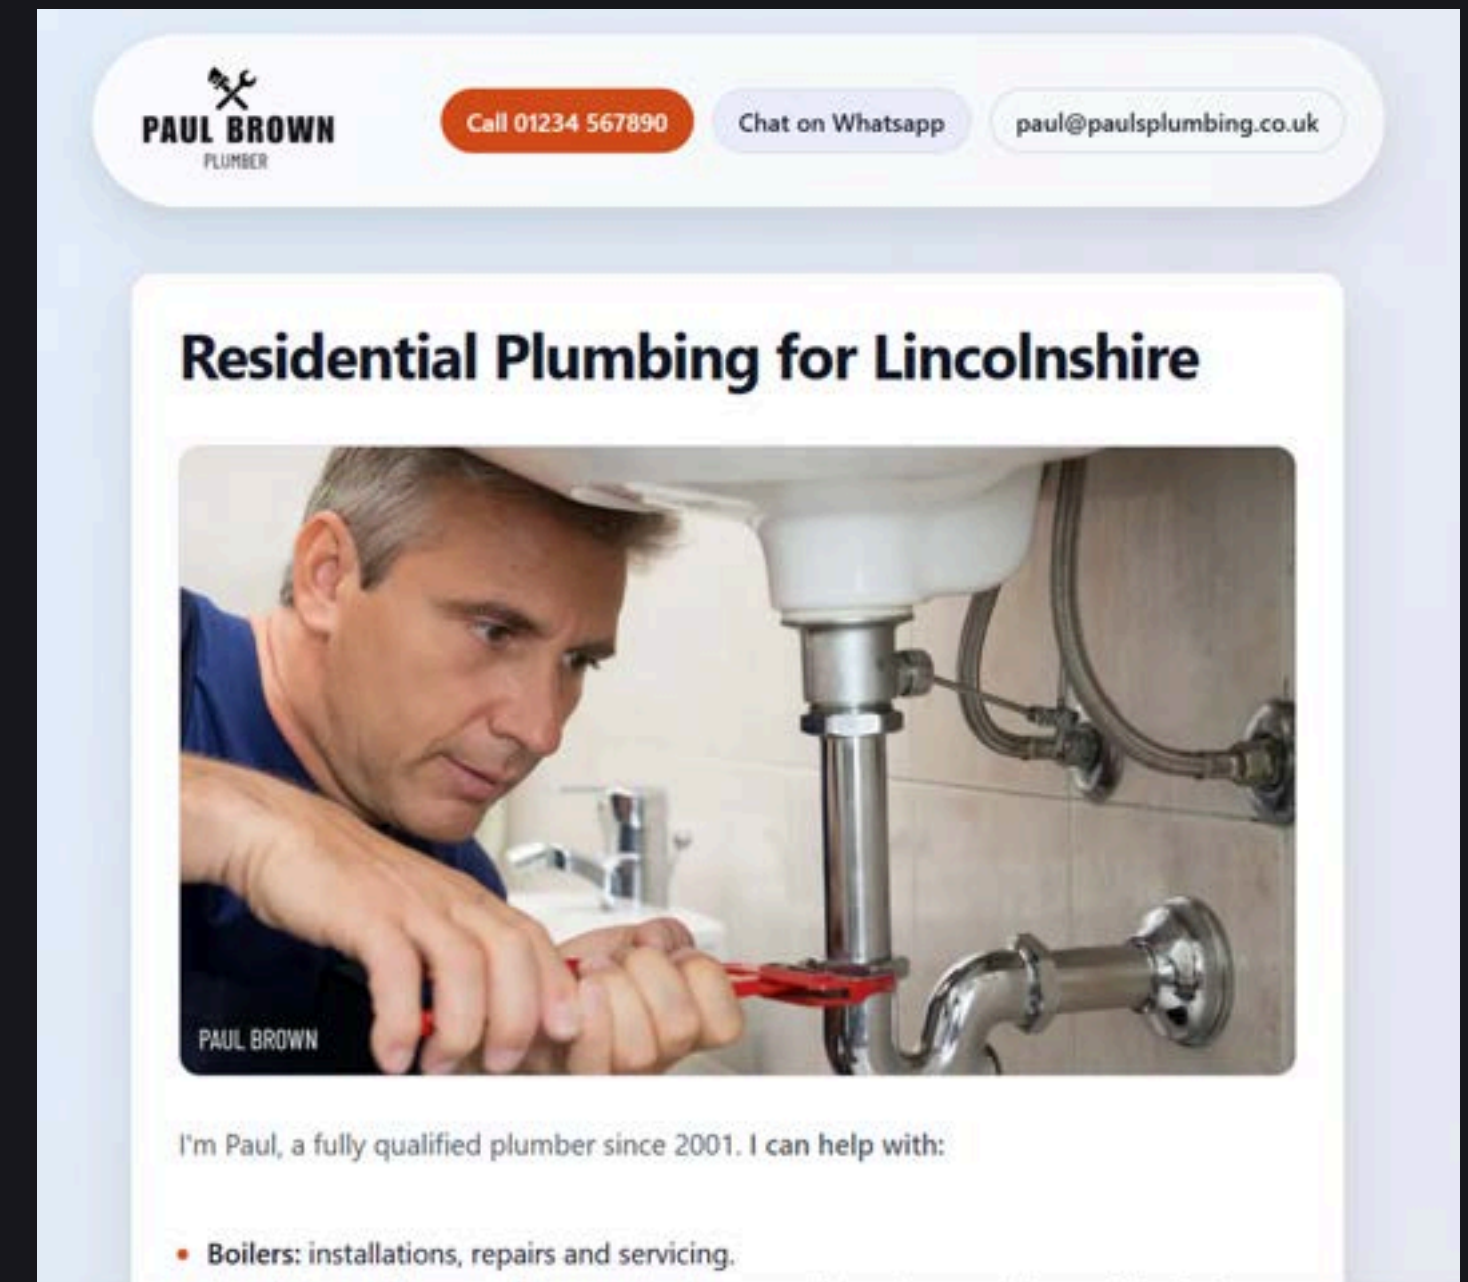 PAUL BROWN
PLUMBER
Call 01234 567890
Chat on Whatsapp
paul@paulsplumbing.co.uk
Residential Plumbing for Lincolnshire
PAUL BROWN
I'm Paul, a fully qualified plumber since 2001. I can help with:
Boilers: installations, repairs and servicing.